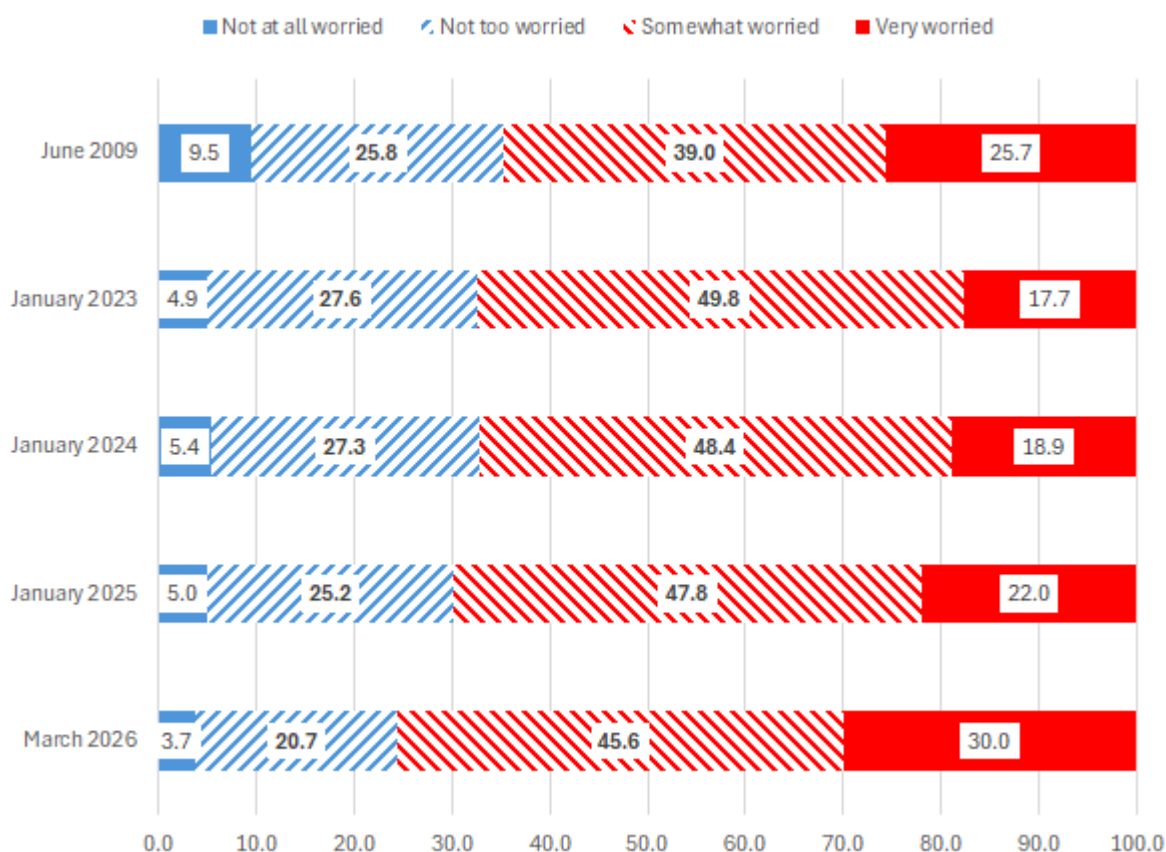 Not at all worried Not too worried Somewhat worried Very worried
June 2009 9.5 25.8 39.0 25.7
January 2023 4.9 27.6 49.8 17.7
January 2024 5.4 27.3 48.4 18.9
January 2025 5.0 25.2 47.8 22.0
March 2026 3.7 20.7 45.6 30.0
0.0 10.0 20.0 30.0 40.0 50.0 60.0 70.0 80.0 90.0 100.0